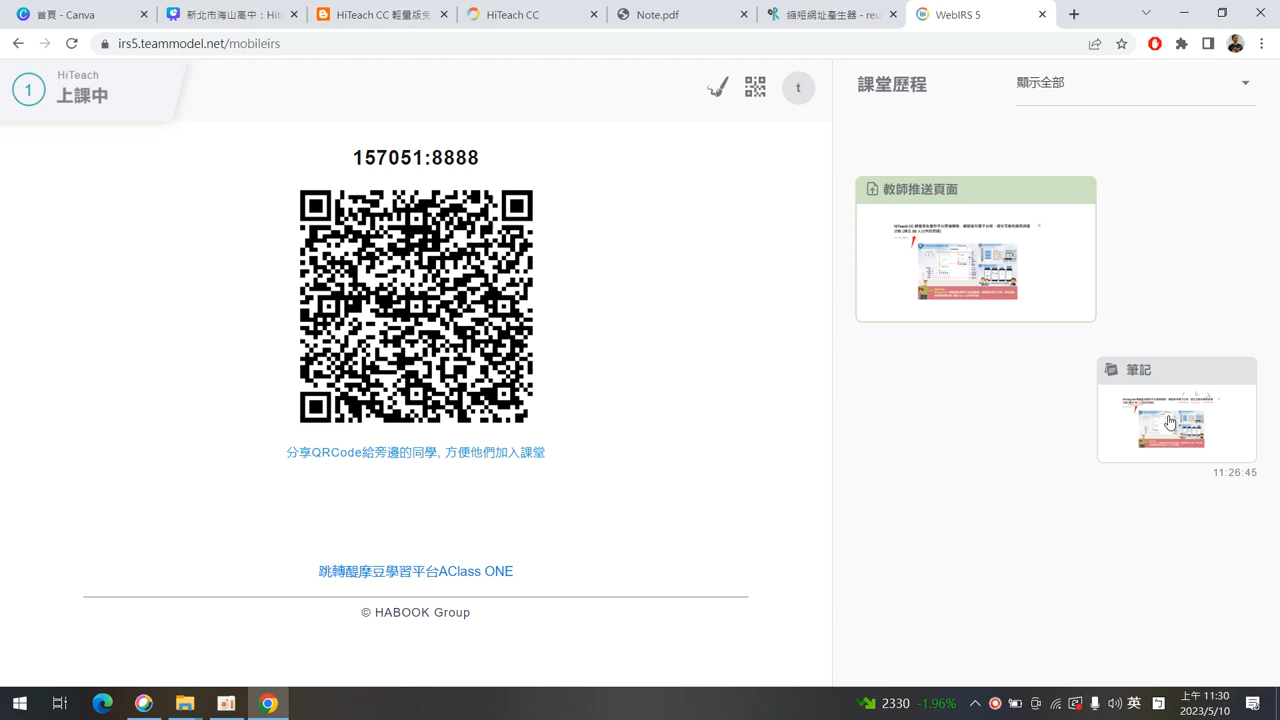 首頁 - Canva
新北市海山高中：Hit
HiTeach CC 輕量版完
HiTeach CC
Note.pdf
縮短網址產生器 - reu
WebIRS 5
irs5.teammodel.net/mobileirs
1
HiTeach
上課中
t
課堂歷程
顯示全部
157051:8888
教師推送頁面
筆記
11:26:45
分享QRCode給旁邊的同學, 方便他們加入課堂
跳轉醍摩豆學習平台AClass ONE
© HABOOK Group
2330 -1.96%
英
上午 11:30
2023/5/10